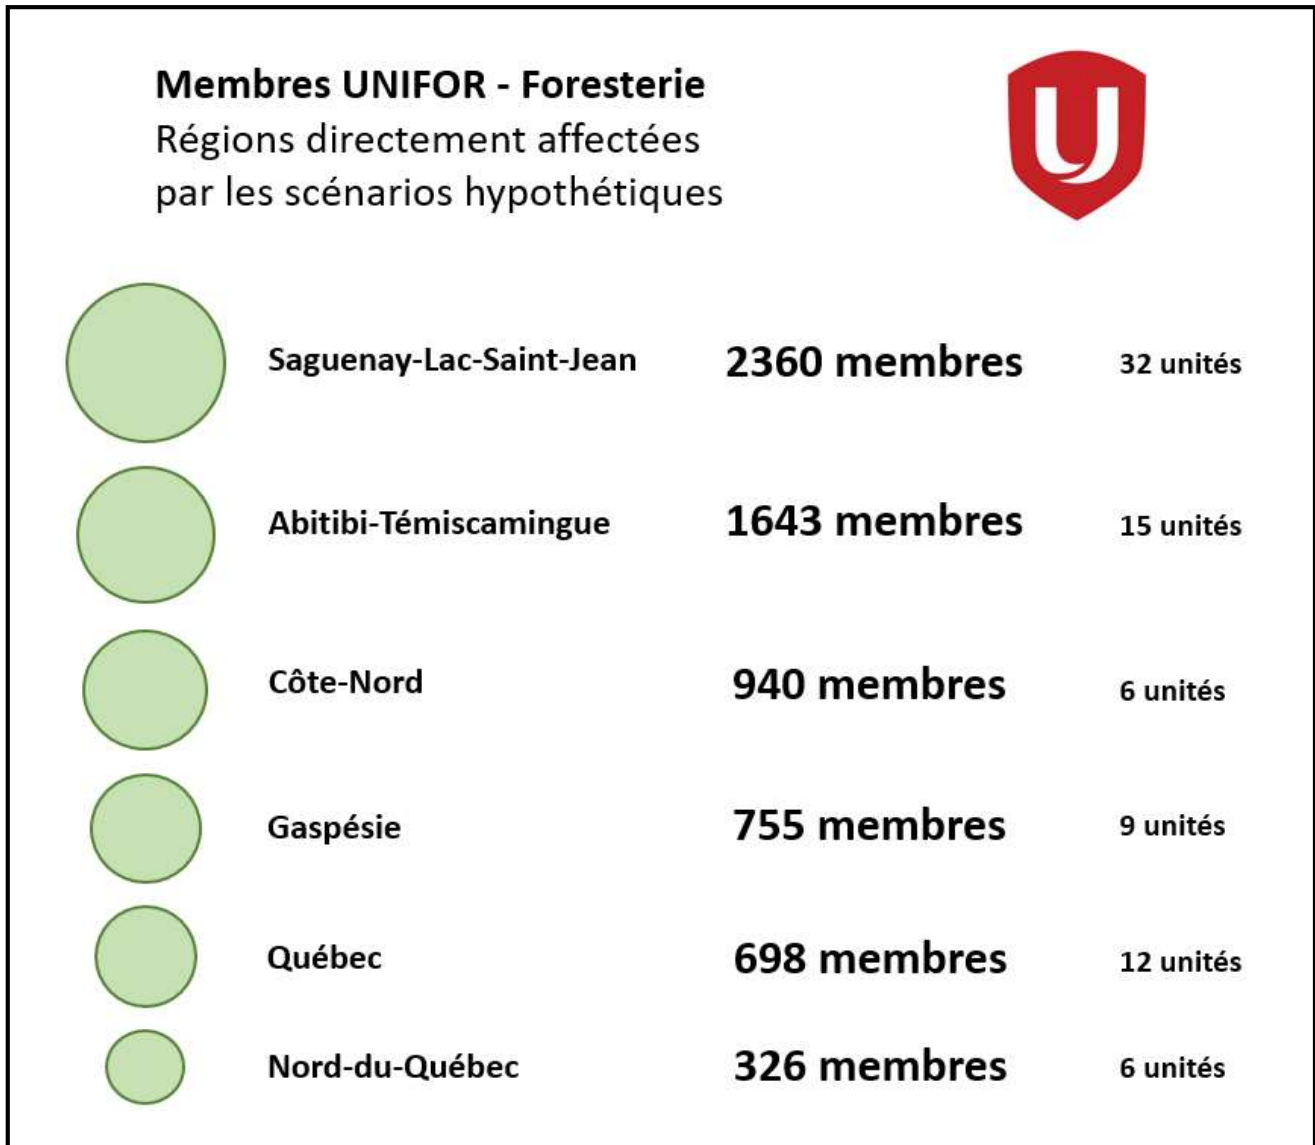 Membres UNIFOR - Foresterie
Régions directement affectées
par les scénarios hypothétiques
U
Saguenay-Lac-Saint-Jean 2360 membres 32 unités
Abitibi-Témiscamingue 1643 membres 15 unités
Côte-Nord 940 membres 6 unités
Gaspésie 755 membres 9 unités
Québec 698 membres 12 unités
Nord-du-Québec 326 membres 6 unités